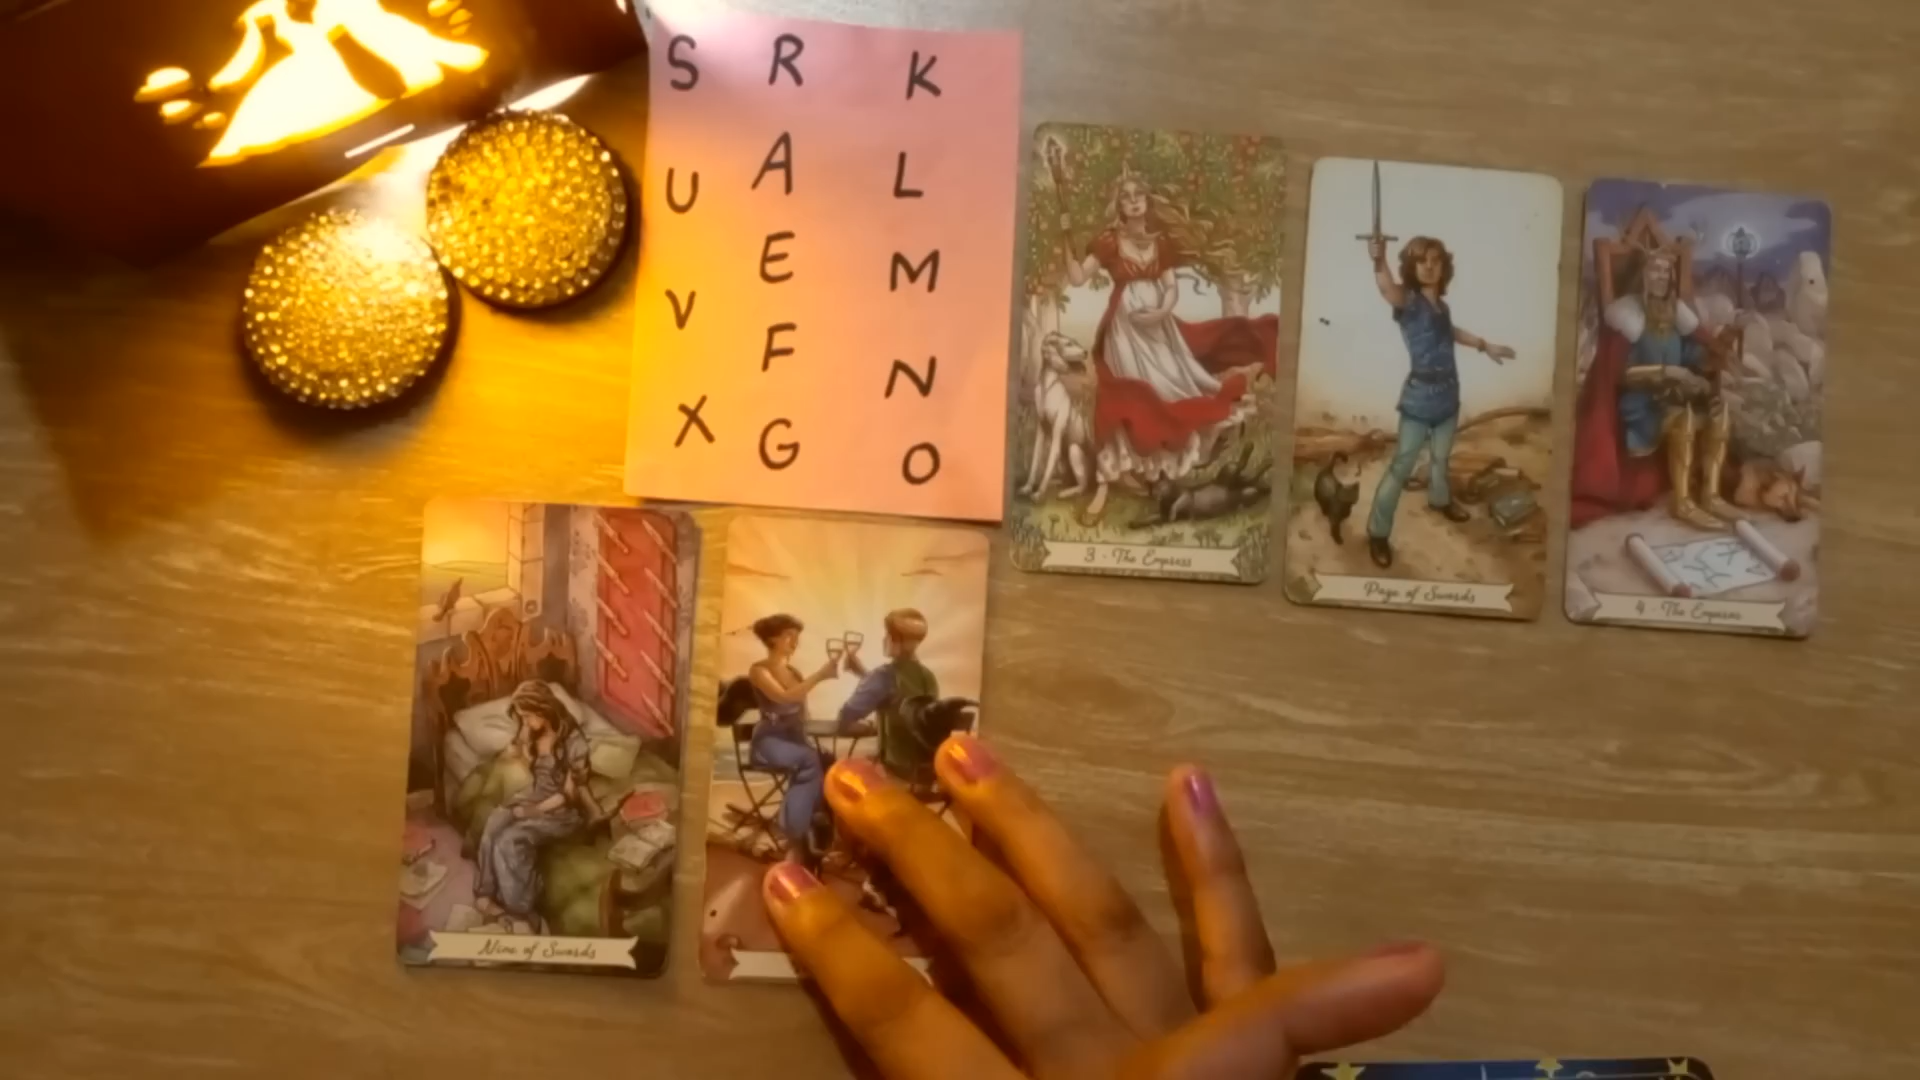 S R K
U A L
V E M
X F N
G O
3 - The Empress
Page of Swords
4 - The Emperor
Nine of Swords